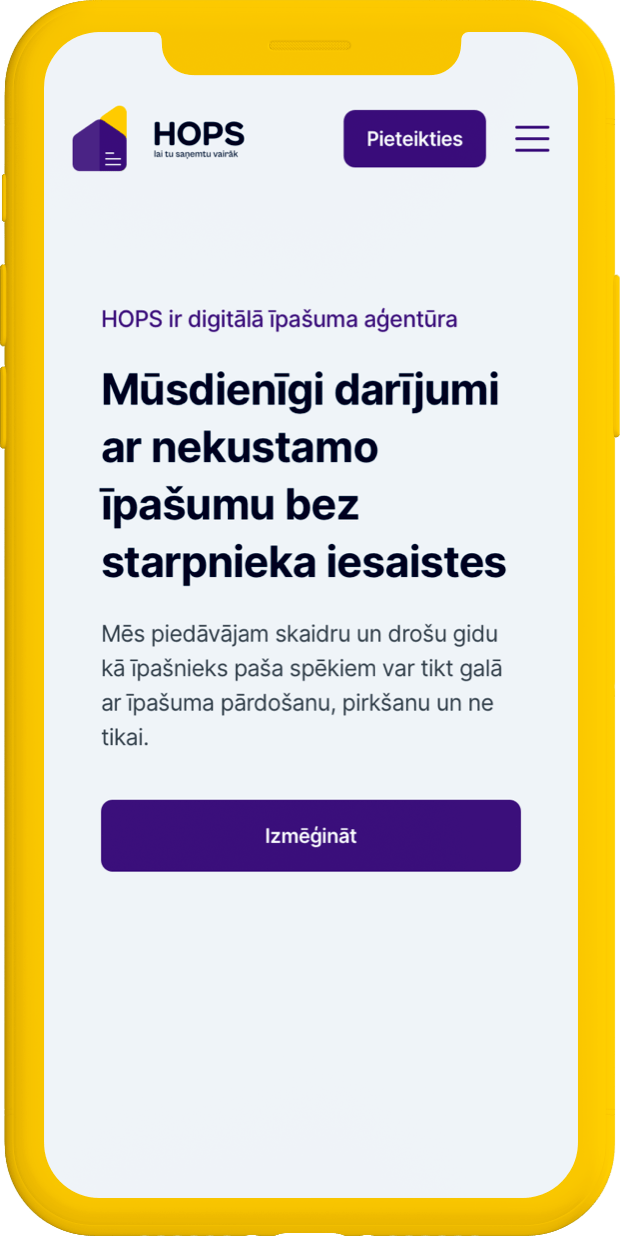 HOPS
lai tu saņemtu vairāk
Pieteikties
HOPS ir digitālā īpašuma aģentūra
Mūsdienīgi darījumi
ar nekustamo
īpašumu bez
starpnieka iesaistes
Mēs piedāvājam skaidru un drošu gidu
kā īpašnieks paša spēkiem var tikt galā
ar īpašuma pārdošanu, pirkšanu un ne
tikai.
Izmēģināt